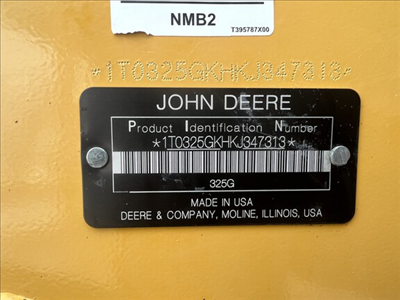 NMB2
T395787X00
*1T0325GKHKJ347313*
JOHN DEERE
Product Identification Number
*1T0325GKHKJ347313*
325G
MADE IN USA
DEERE & COMPANY, MOLINE, ILLINOIS, USA